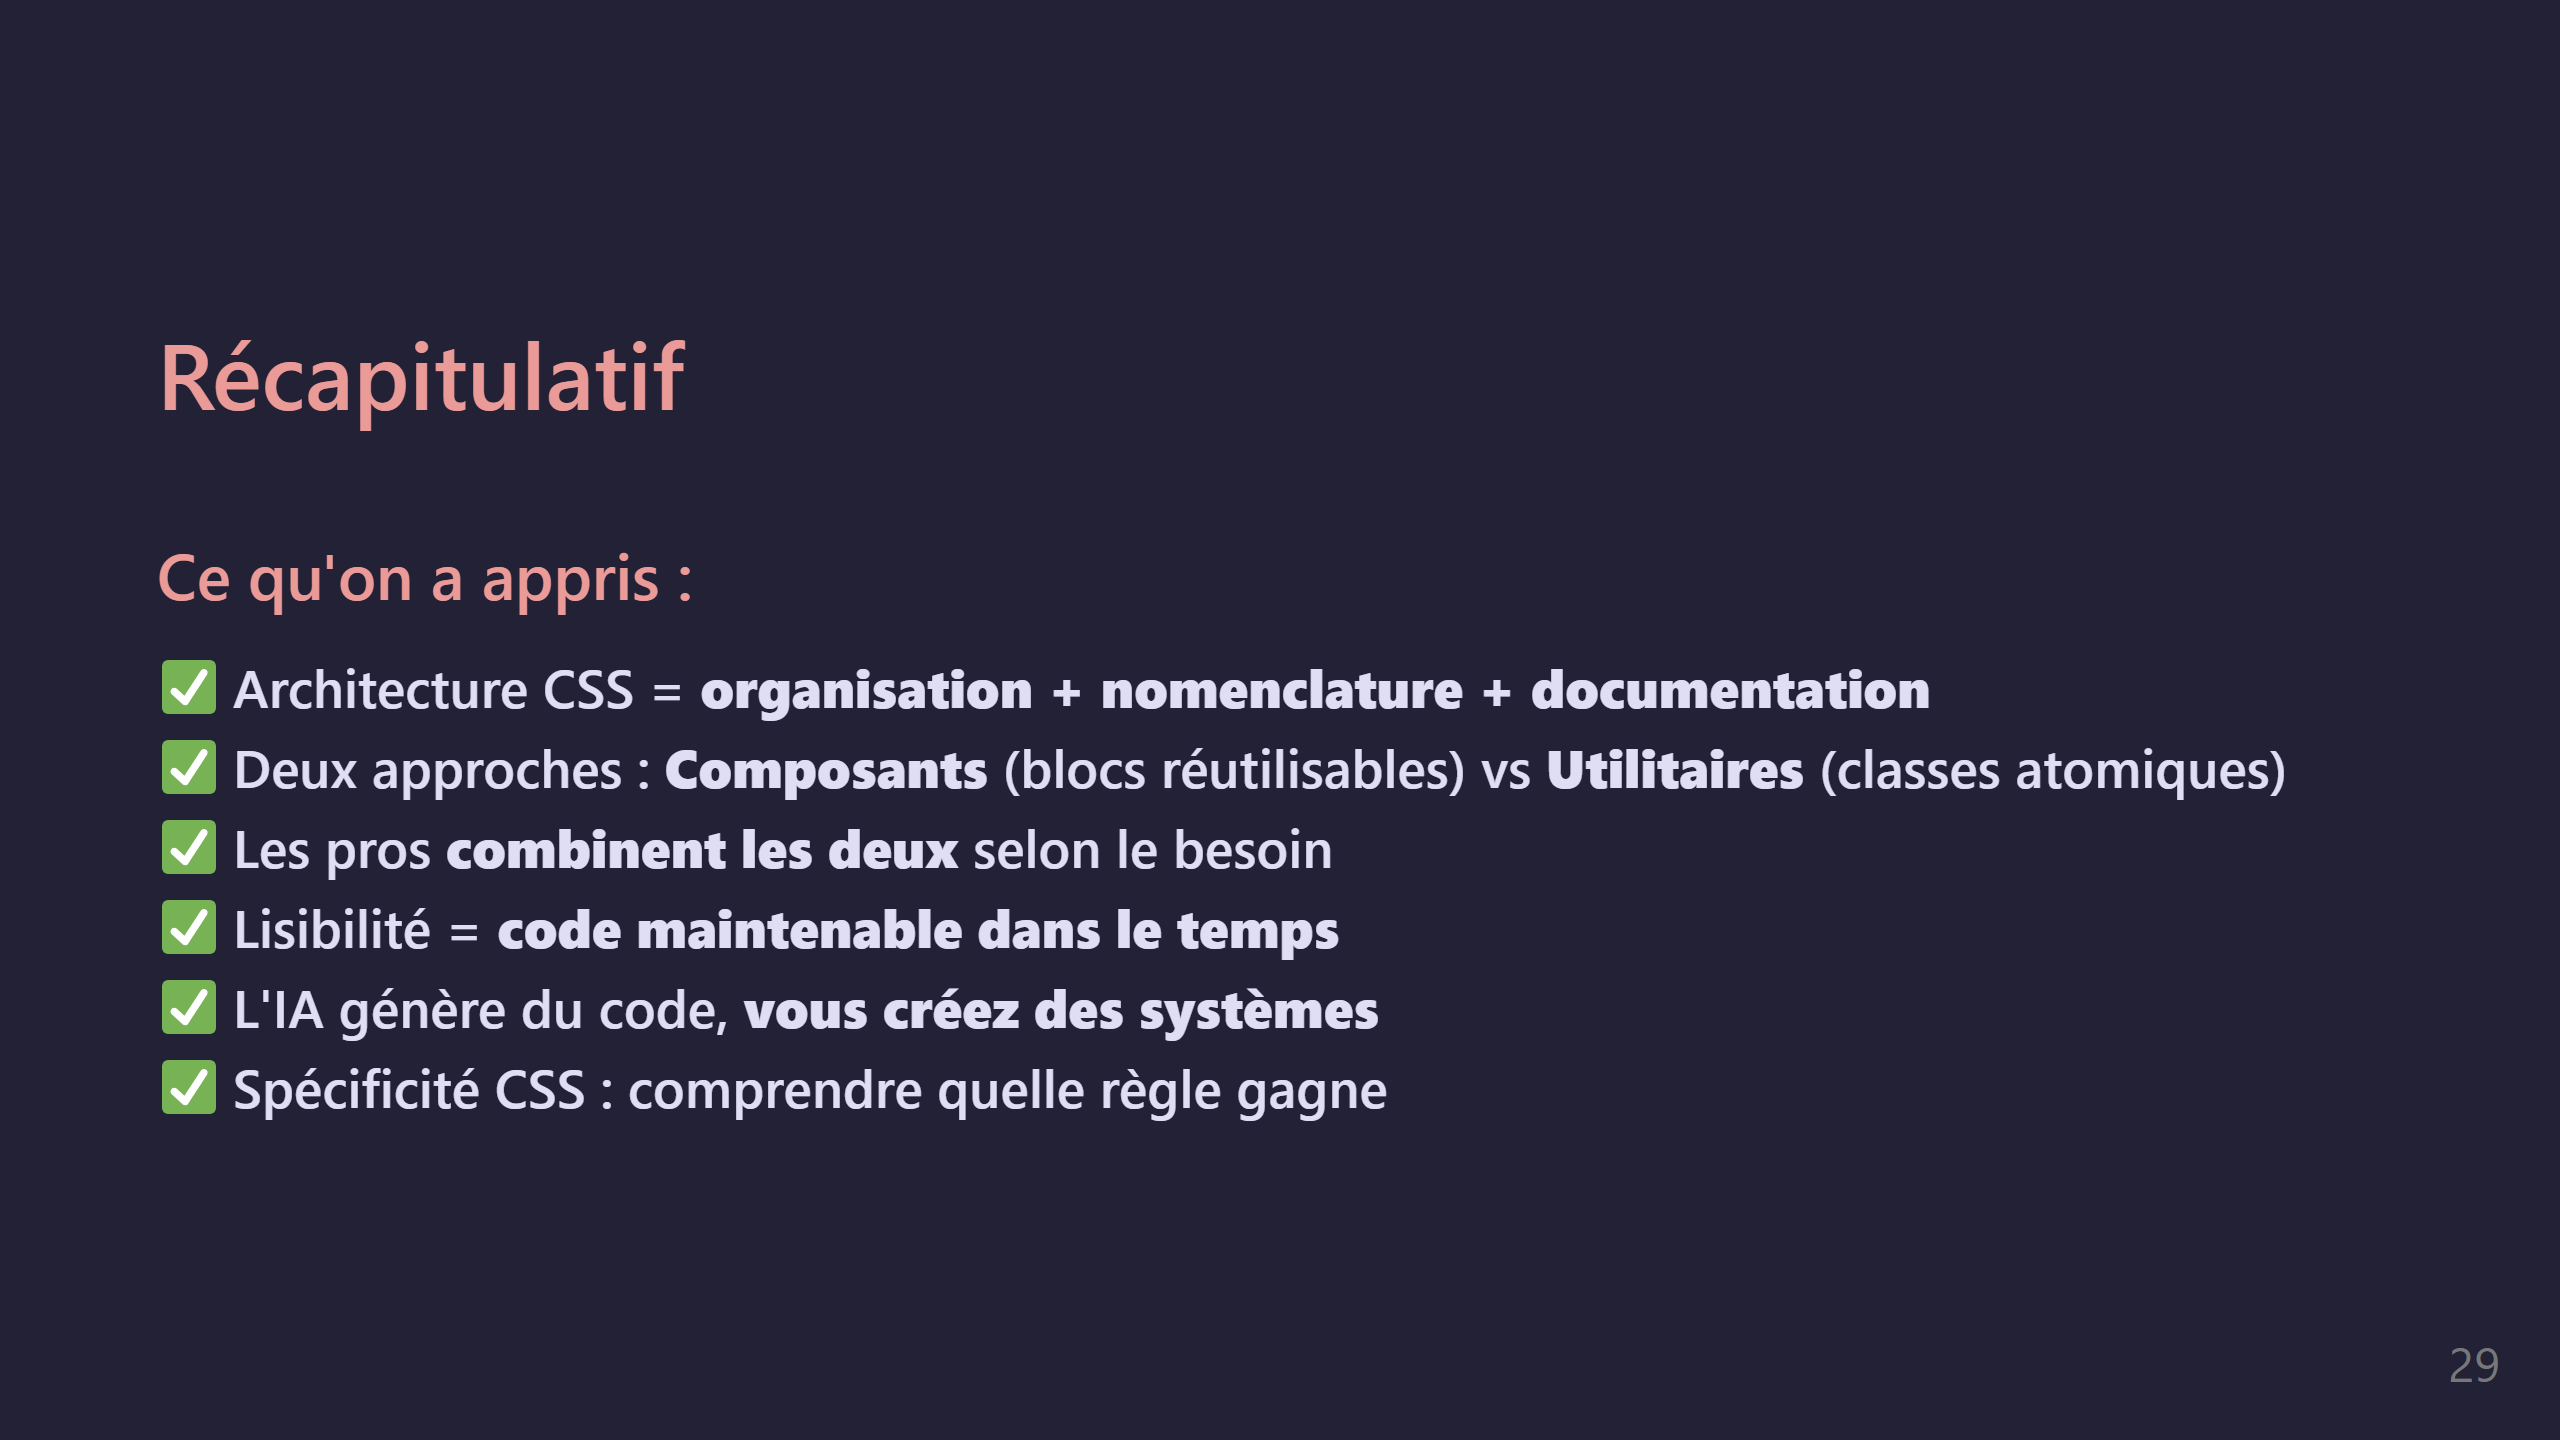 Récapitulatif
Ce qu'on a appris :
✅ Architecture CSS = organisation + nomenclature + documentation
✅ Deux approches : Composants (blocs réutilisables) vs Utilitaires (classes atomiques)
✅ Les pros combinent les deux selon le besoin
✅ Lisibilité = code maintenable dans le temps
✅ L'IA génère du code, vous créez des systèmes
✅ Spécificité CSS : comprendre quelle règle gagne
29